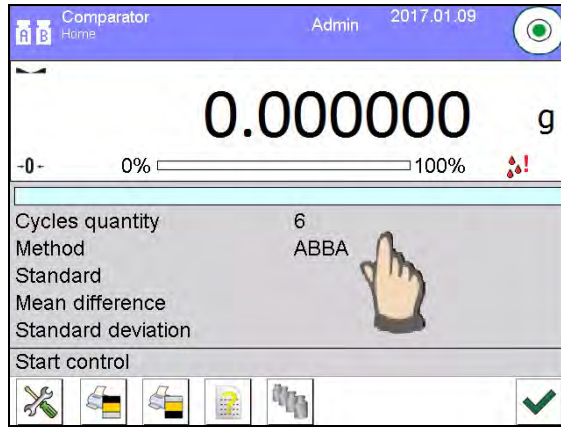 Comparator
Home
Admin
2017.01.09
A B
0.000000 g
-0- 0% 100% !
Cycles quantity 6
Method ABBA
Standard
Mean difference
Standard deviation
Start control
?